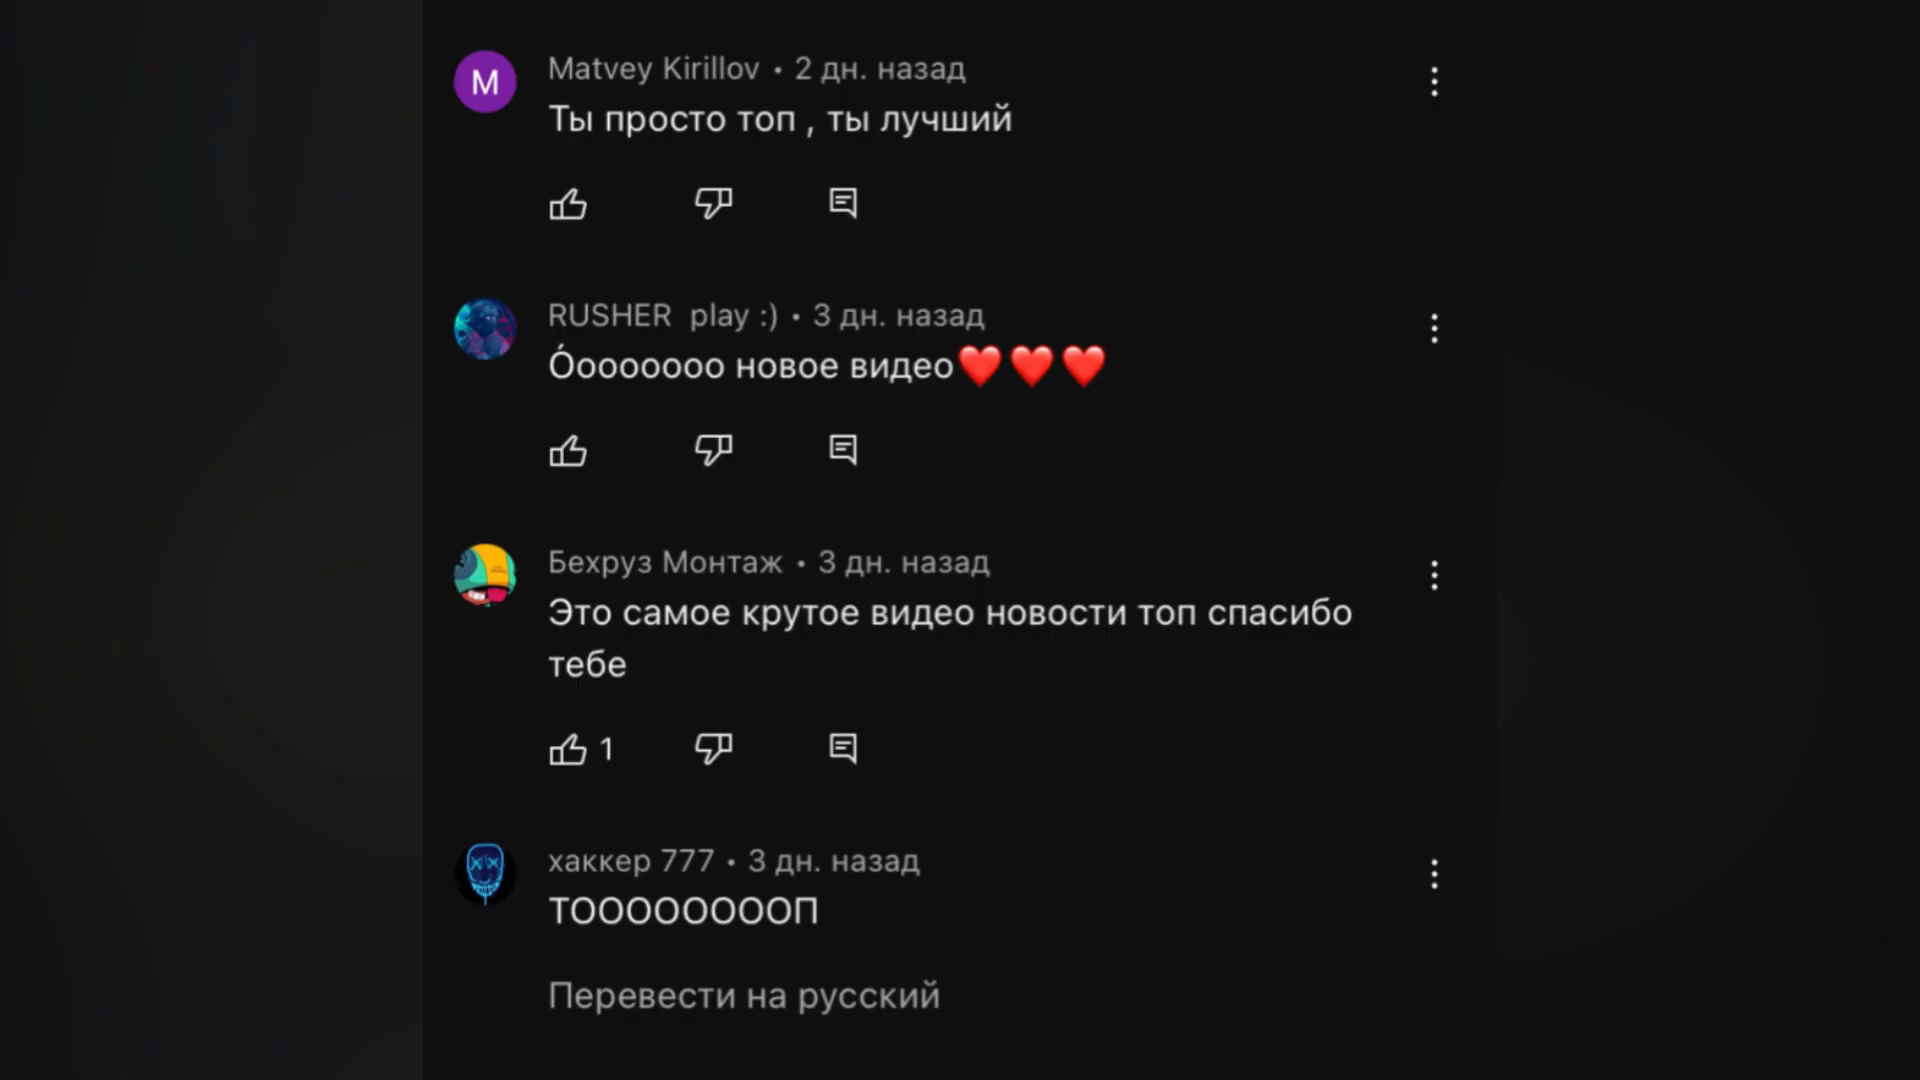 M
Matvey Kirillov • 2 дн. назад
Ты просто топ , ты лучший
RUSHER play :) • 3 дн. назад
Óооооооо новое видео❤️❤️❤️
Бехруз Монтаж • 3 дн. назад
Это самое крутое видео новости топ спасибо
тебе
1
хаккер 777 • 3 дн. назад
ТООООООООП
Перевести на русский